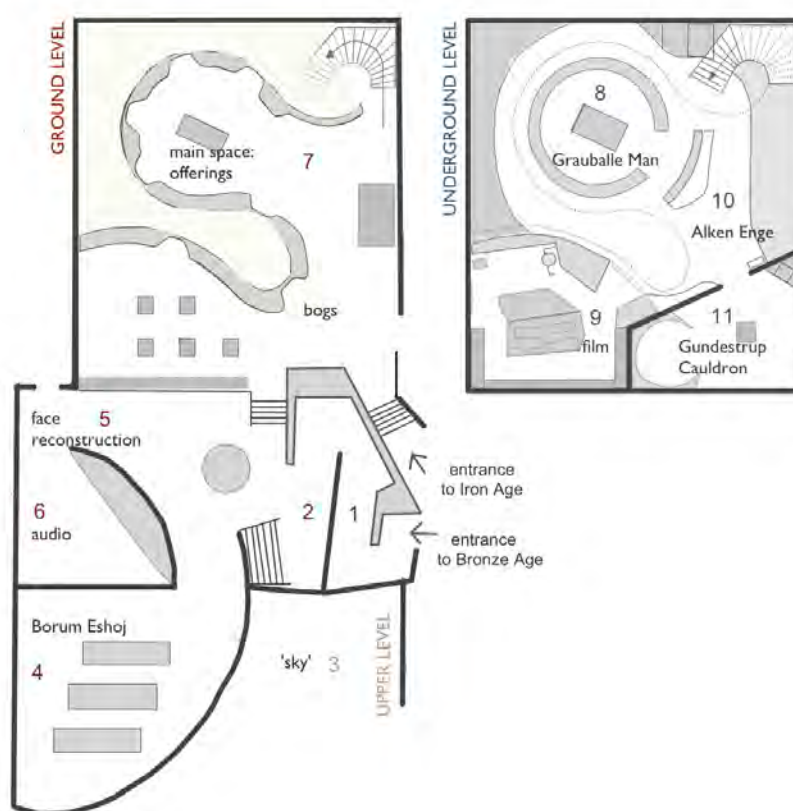 GROUND LEVEL
7
main space:
offerings
bogs
face 5
reconstruction
6
audio
2
1
entrance
to Iron Age
entrance
to Bronze Age
Borum Eshoj
4
'sky' 3
UPPER LEVEL
UNDERGROUND LEVEL
8
Grauballe Man
10
Alken Enge
9
film
11
Gundestrup
Cauldron